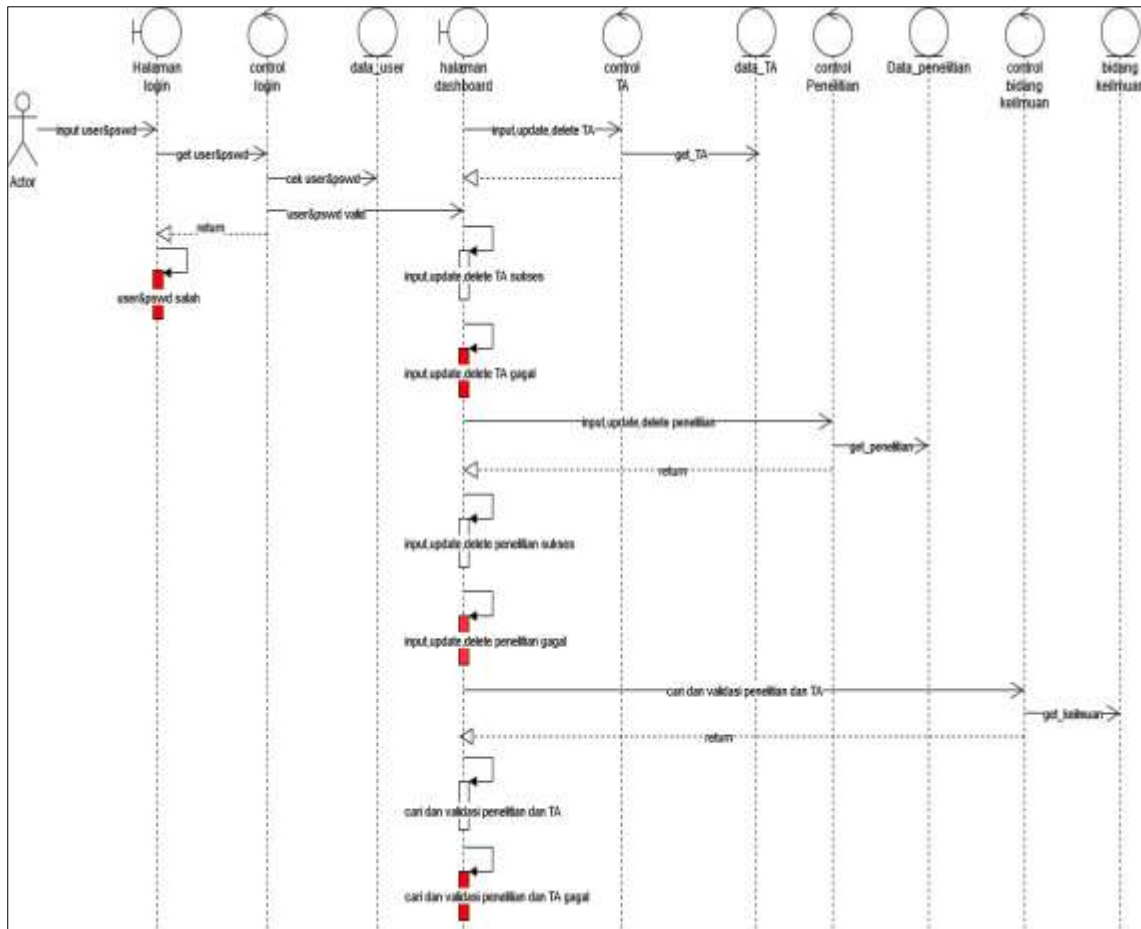 Halaman
login
control
login
data_user
halaman
dashboard
control
TA
data_TA
control
Penelitian
Data_penelitian
control
bidang
keilmuan
bidang
keilmuan
Actor
input user&pswd
input,update,delete TA
get user&pswd
get_TA
cek user&pswd
user&pswd valid
return
input,update,delete TA sukses
user&pswd salah
input,update,delete TA gagal
input,update,delete penelitian
get_penelitian
return
input,update,delete penelitian sukses
input,update,delete penelitian gagal
cari dan validasi penelitian dan TA
get_keilmuan
return
cari dan validasi penelitian dan TA
cari dan validasi penelitian dan TA gagal